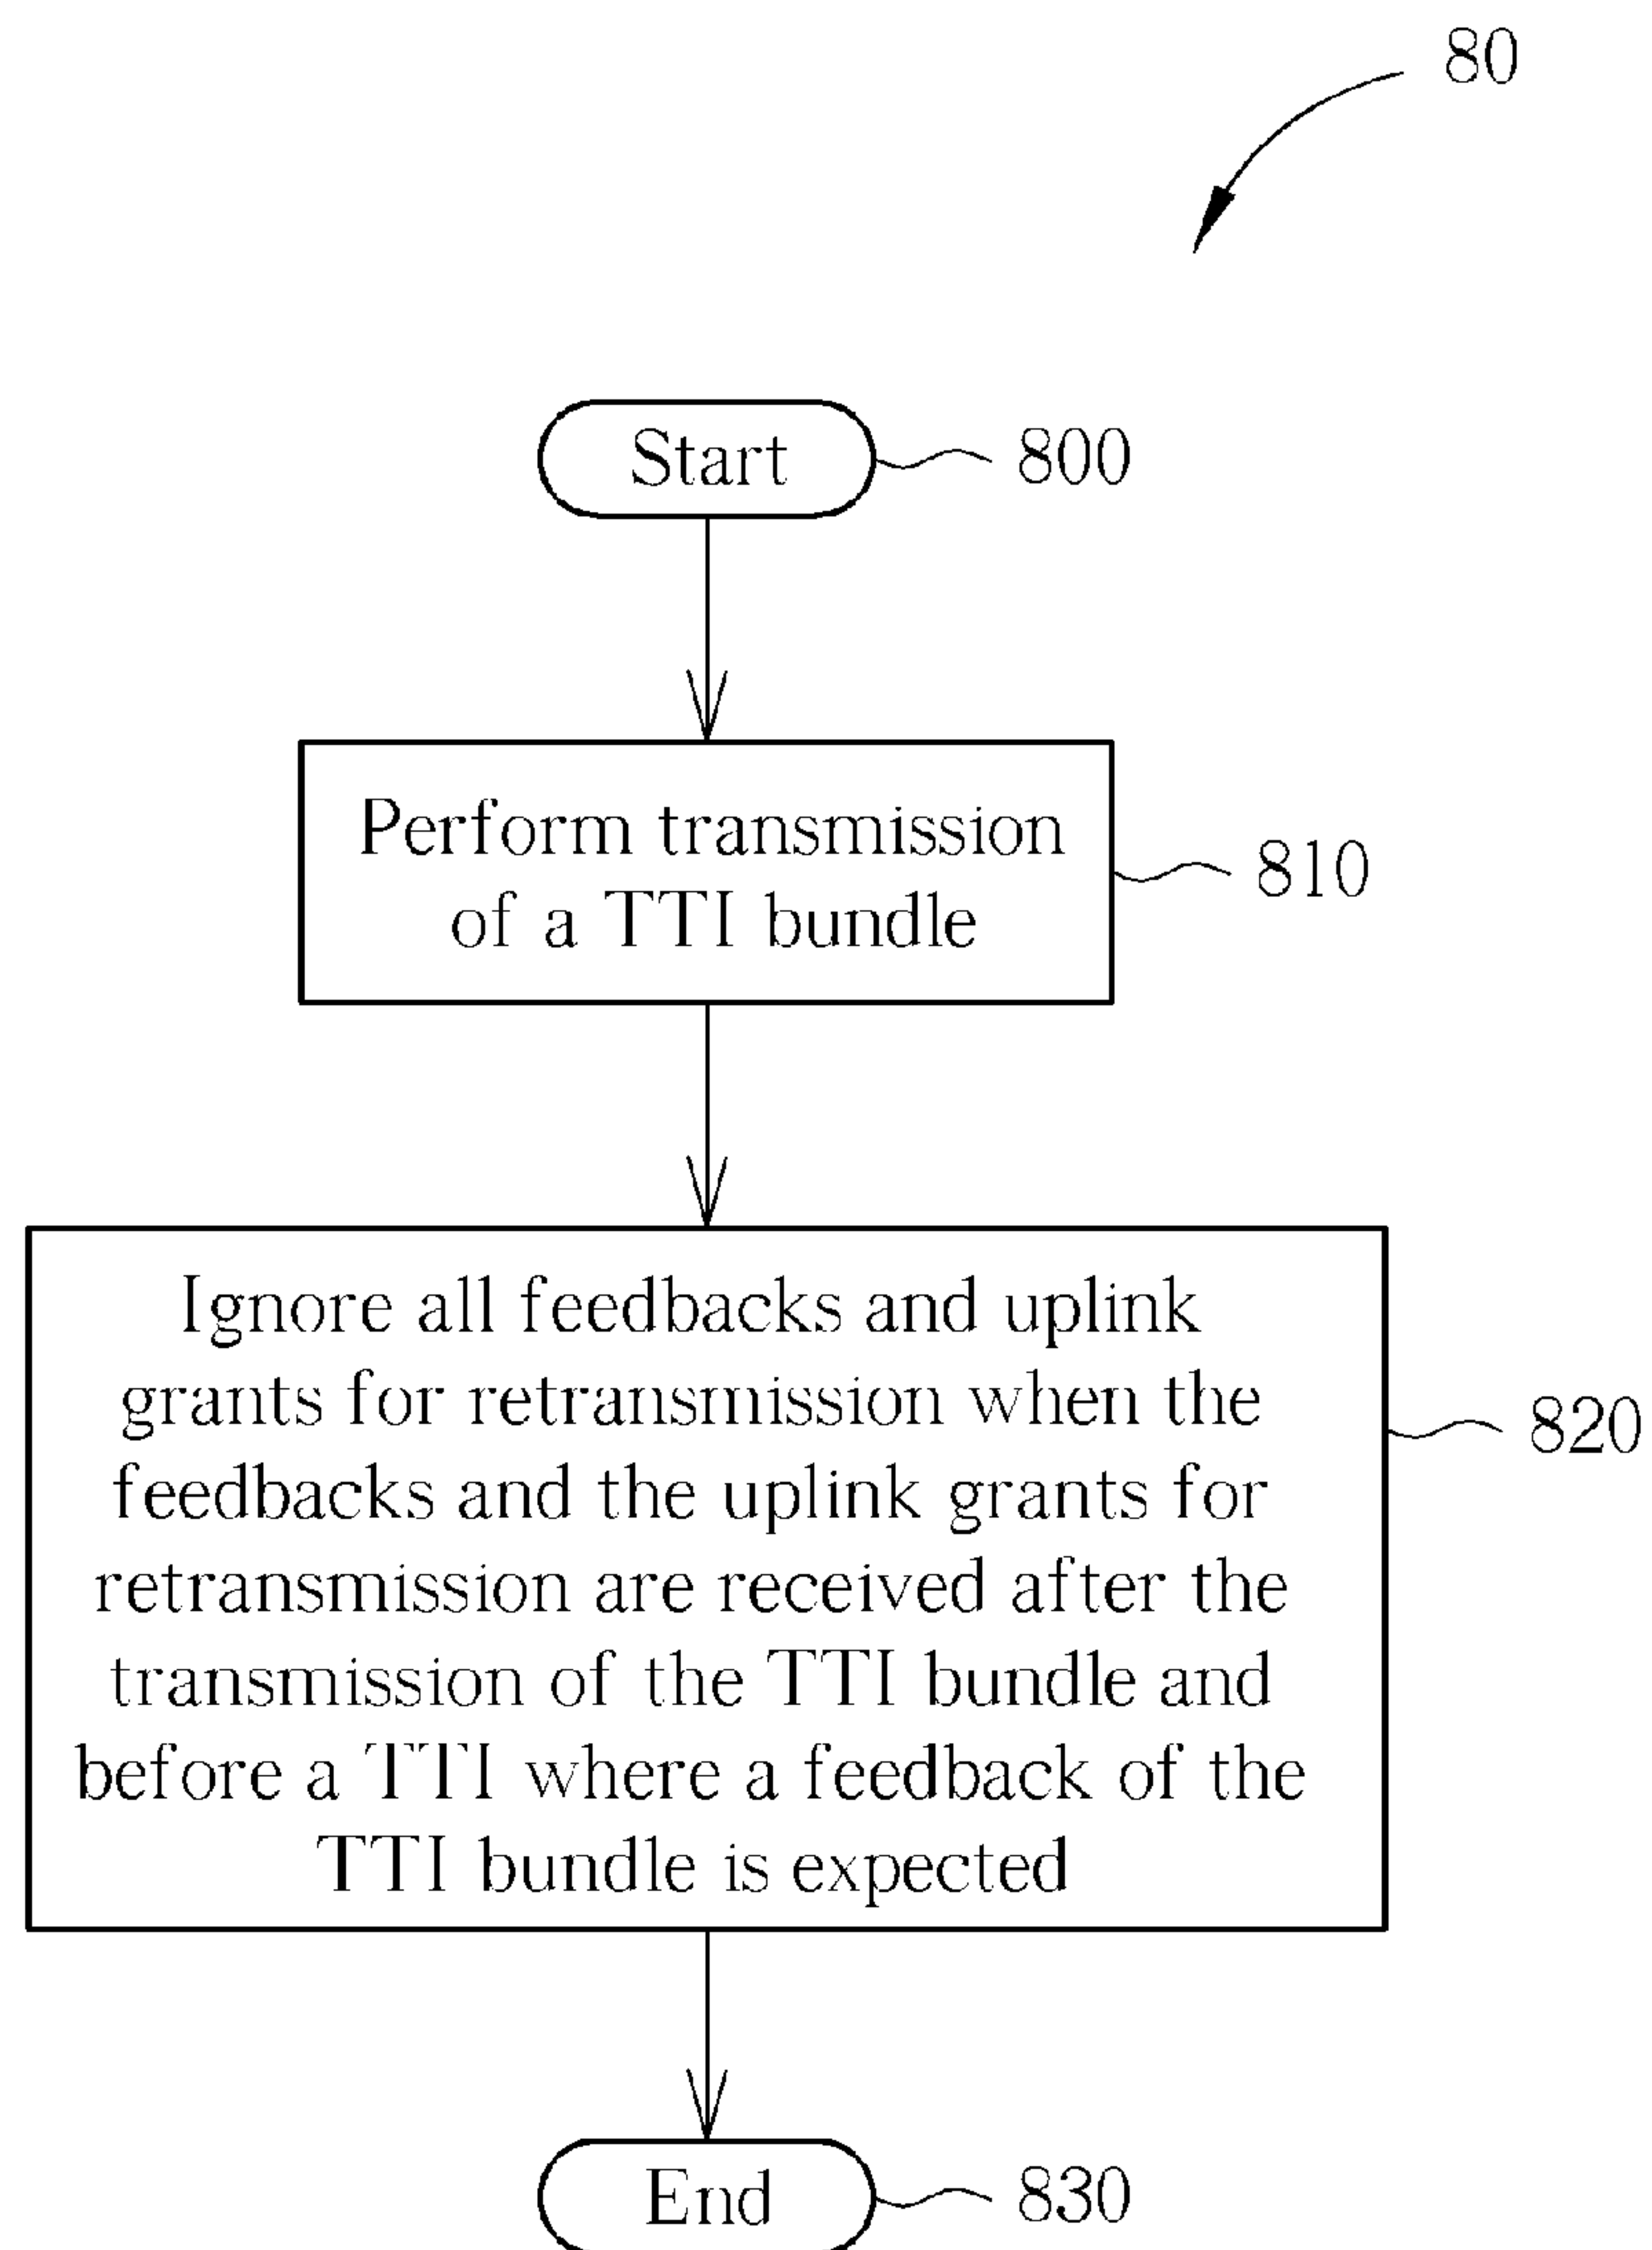 80
Start
800
Perform transmission
of a TTI bundle
810
Ignore all feedbacks and uplink
grants for retransmission when the
feedbacks and the uplink grants for
retransmission are received after the
transmission of the TTI bundle and
before a TTI where a feedback of the
TTI bundle is expected
820
End
830